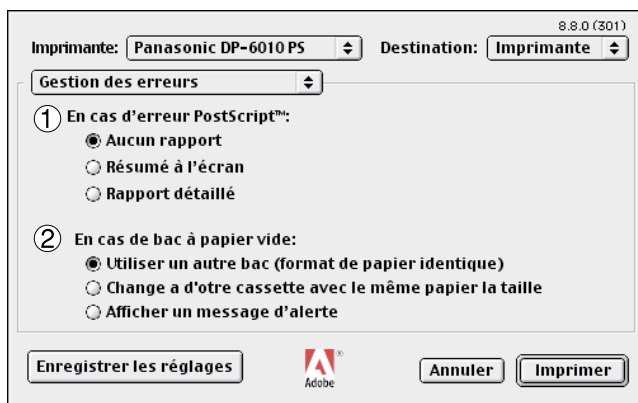 8.8.0 (301)
Imprimante: Panasonic DP-6010 PS Destination: Imprimante
Gestion des erreurs
1 En cas d'erreur PostScript™:
Aucun rapport
Résumé à l'écran
Rapport détaillé
2 En cas de bac à papier vide:
Utiliser un autre bac (format de papier identique)
Change a d'otre cassette avec le même papier la taille
Afficher un message d'alerte
Enregistrer les réglages Adobe® Annuler Imprimer